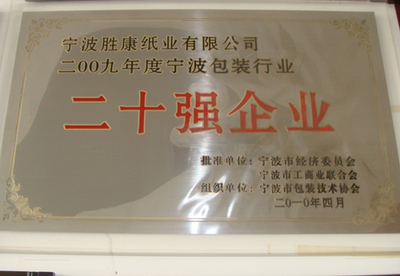 宁波胜康纸业有限公司
二00九年度宁波包装行业
二十强企业
批准单位：宁波市经济委员会
宁波市工商业联合会
组织单位：宁波市包装技术协会
二0一0年四月